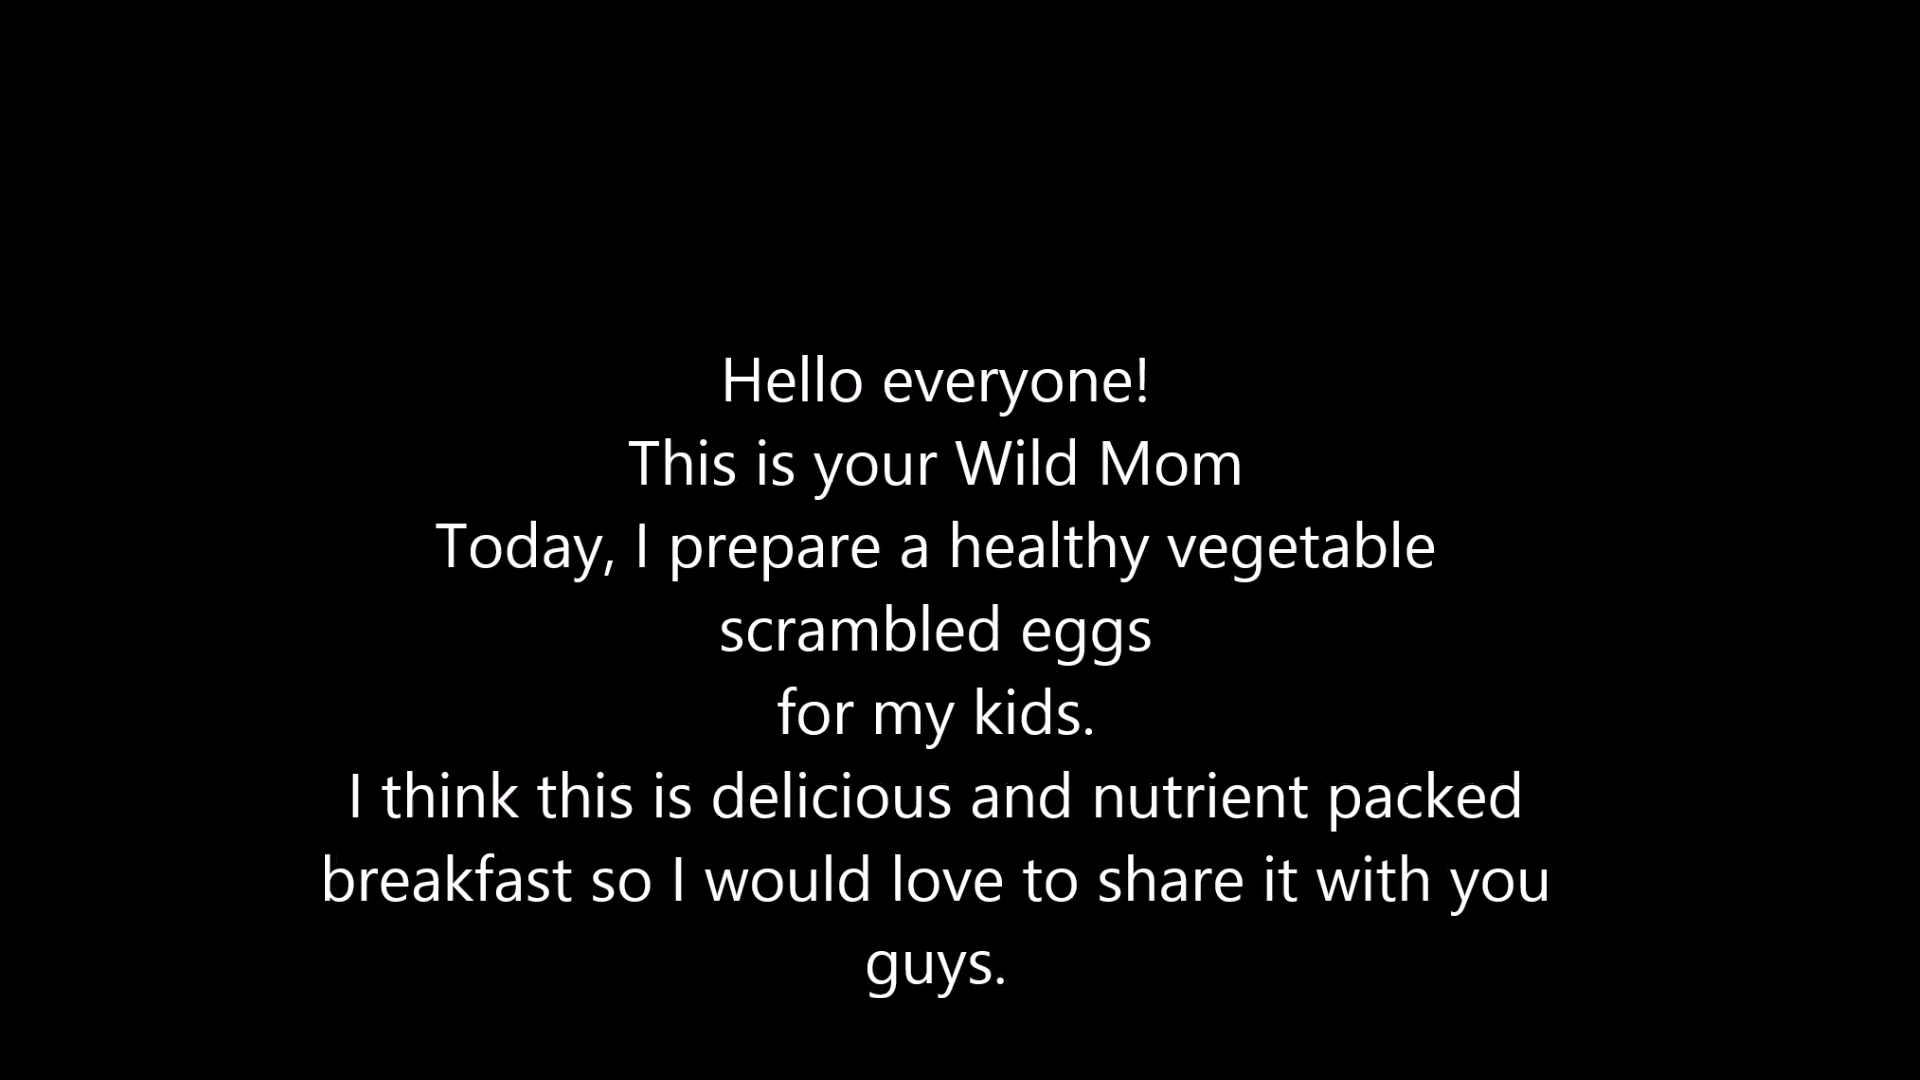 Hello everyone!
This is your Wild Mom
Today, I prepare a healthy vegetable
scrambled eggs
for my kids.
I think this is delicious and nutrient packed
breakfast so I would love to share it with you
guys.